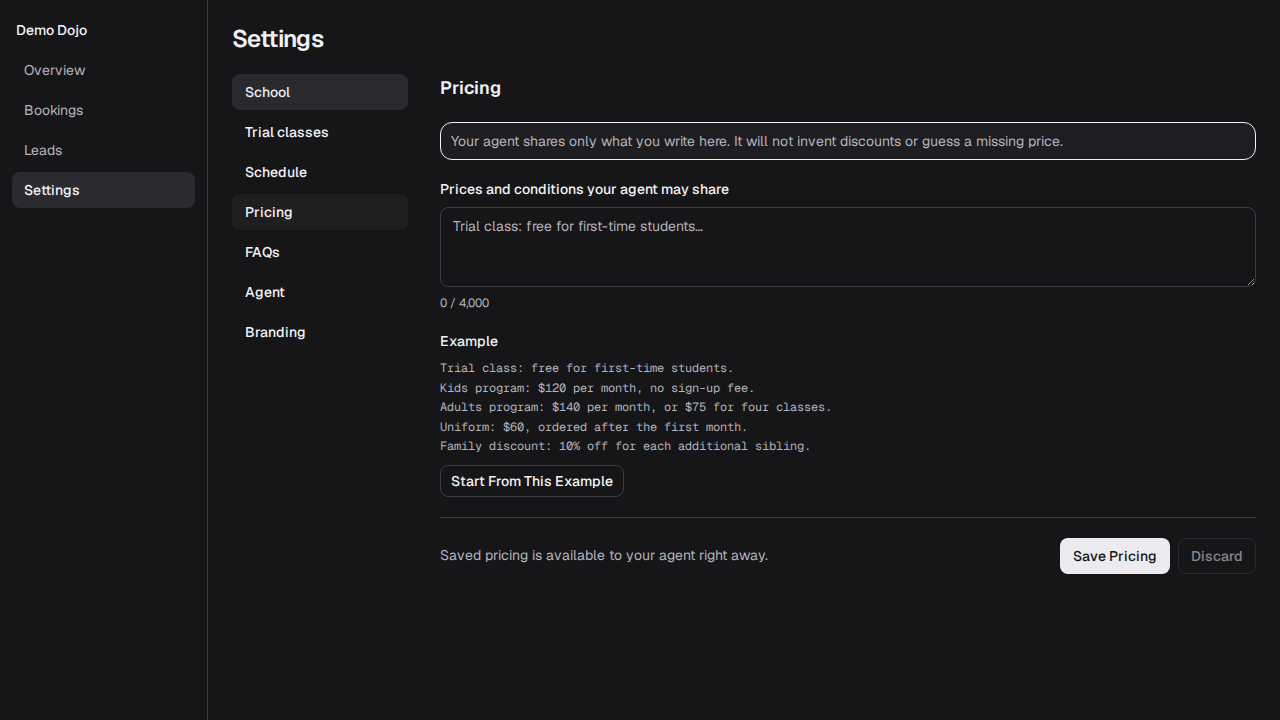 Demo Dojo
Overview
Bookings
Leads
Settings
Settings
School
Trial classes
Schedule
Pricing
FAQs
Agent
Branding
Pricing
Your agent shares only what you write here. It will not invent discounts or guess a missing price.
Prices and conditions your agent may share
Trial class: free for first-time students…
0 / 4,000
Example
Trial class: free for first-time students.
Kids program: $120 per month, no sign-up fee.
Adults program: $140 per month, or $75 for four classes.
Uniform: $60, ordered after the first month.
Family discount: 10% off for each additional sibling.
Start From This Example
Saved pricing is available to your agent right away.
Save Pricing
Discard